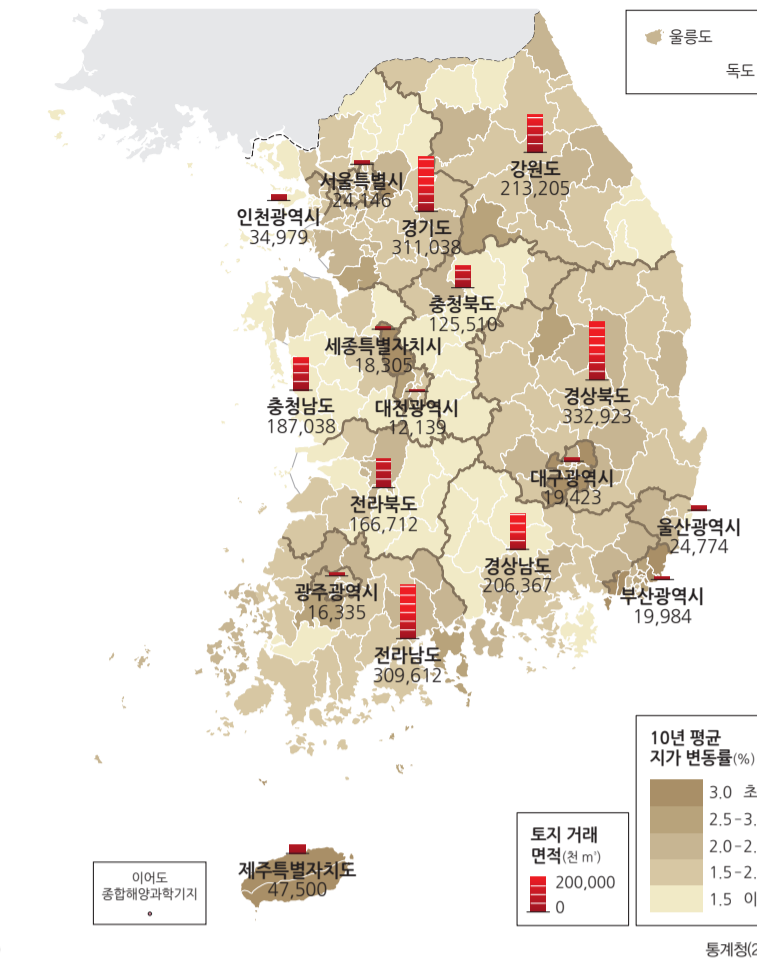 울릉도
독도
강원도
213,205
서울특별시
24,146
인천광역시
34,979
경기도
311,038
충청북도
125,510
세종특별자치시
18,305
경상북도
332,923
충청남도
187,038
대전광역시
12,139
대구광역시
19,423
전라북도
166,712
울산광역시
24,774
경상남도
206,367
광주광역시
16,335
부산광역시
19,984
전라남도
309,612
10년 평균
지가 변동률(%)
3.0 초
2.5-3.
2.0-2.
1.5-2.
1.5 이
토지 거래
면적(천 ㎡)
200,000
0
제주특별자치도
47,500
이어도
종합해양과학기지
통계청(2